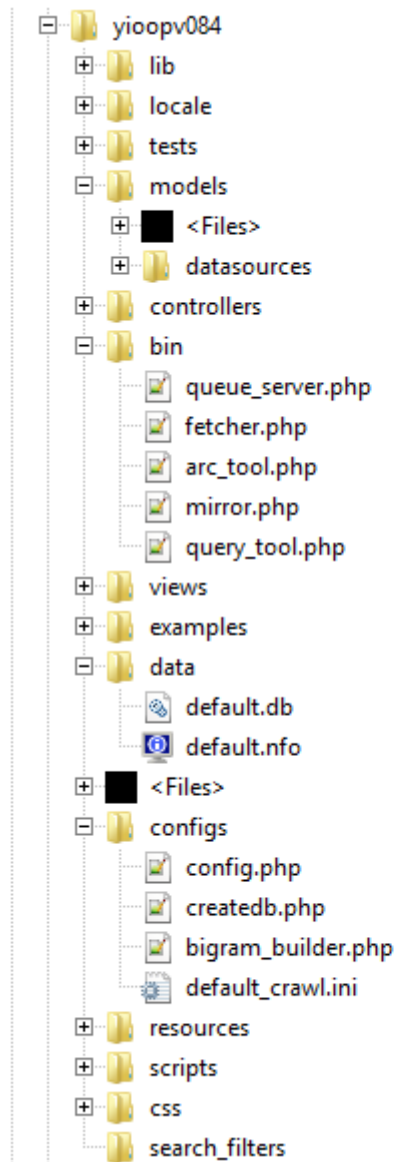 yioopv084
lib
locale
tests
models
<Files>
datasources
controllers
bin
queue_server.php
fetcher.php
arc_tool.php
mirror.php
query_tool.php
views
examples
data
default.db
default.nfo
<Files>
configs
config.php
createdb.php
bigram_builder.php
default_crawl.ini
resources
scripts
css
search_filters